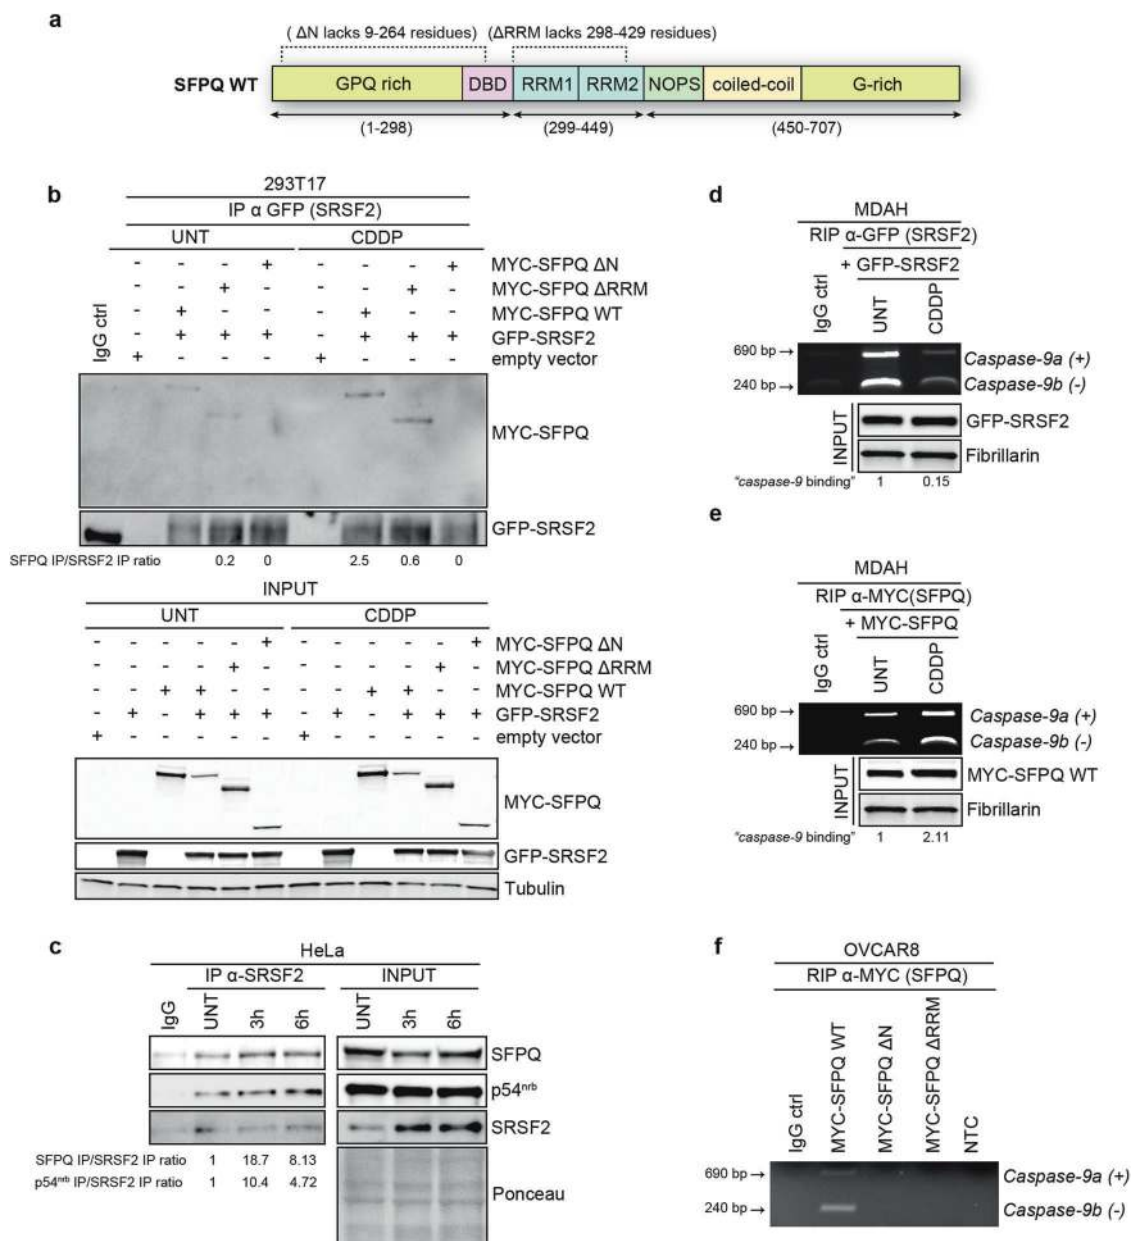 a
( ΔN lacks 9-264 residues) (ΔRRM lacks 298-429 residues)
SFPQ WT GPQ rich DBD RRM1 RRM2 NOPS coiled-coil G-rich
(1-298) (299-449) (450-707)
b
293T17
IP α GFP (SRSF2)
UNT CDDP
- - - - + - - - - + MYC-SFPQ ΔN
- - - + - - - - + - MYC-SFPQ ΔRRM
- - + - - - - + - - MYC-SFPQ WT
- - + + + - + + + GFP-SRSF2
IgG ctrl + - - - + - - - empty vector
MYC-SFPQ
GFP-SRSF2
SFPQ IP/SRSF2 IP ratio 0.2 0 2.5 0.6 0
INPUT
UNT CDDP
- - - - - + - - - - - + MYC-SFPQ ΔN
- - - - + - - - - - + - MYC-SFPQ ΔRRM
- - + + - - - - + + - - MYC-SFPQ WT
- + - + + + - + - + + + GFP-SRSF2
+ - - - - - + - - - - - empty vector
MYC-SFPQ
GFP-SRSF2
Tubulin
c
HeLa
IP α-SRSF2 INPUT
IgG UNT 3h 6h UNT 3h 6h
SFPQ
p54nrb
SRSF2
SFPQ IP/SRSF2 IP ratio 1 18.7 8.13
p54nrb IP/SRSF2 IP ratio 1 10.4 4.72
Ponceau
d
MDAH
RIP α-GFP (SRSF2)
+ GFP-SRSF2
IgG ctrl UNT CDDP
690 bp → Caspase-9a (+)
240 bp → Caspase-9b (-)
INPUT
GFP-SRSF2
Fibrillarin
"caspase-9 binding" 1 0.15
e
MDAH
RIP α-MYC(SFPQ)
+ MYC-SFPQ
IgG ctrl UNT CDDP
690 bp → Caspase-9a (+)
240 bp → Caspase-9b (-)
INPUT
MYC-SFPQ WT
Fibrillarin
"caspase-9 binding" 1 2.11
f
OVCAR8
RIP α-MYC (SFPQ)
IgG ctrl MYC-SFPQ WT MYC-SFPQ ΔN MYC-SFPQ ΔRRM NTC
690 bp → Caspase-9a (+)
240 bp → Caspase-9b (-)